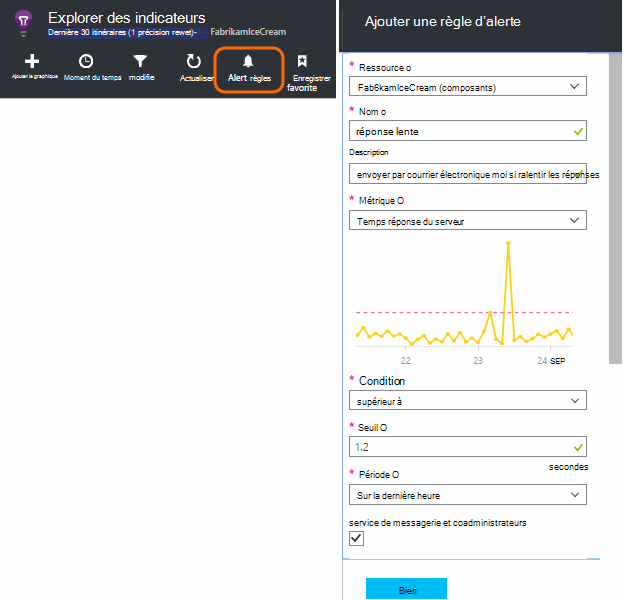 Explorer des indicateurs
Dernière 30 itinéraires (1 précision rewet)- FabrikamIceCream
Ajouter le graphique
Moment du temps
modifie
Actualiser
Alert règles
Enregistrer
favorite
Ajouter une règle d'alerte
* Ressource o
Fab6kamIceCream (composants)
* Nom o
réponse lente
Description
envoyer par courrier électronique moi si ralentir les réponses
* Métrique O
Temps réponse du serveur
22 23 24 SEP
* Condition
supérieur à
* Seuil O
1.2
secondes
* Période O
Sur la dernière heure
service de messagerie et coadministrateurs
Bien